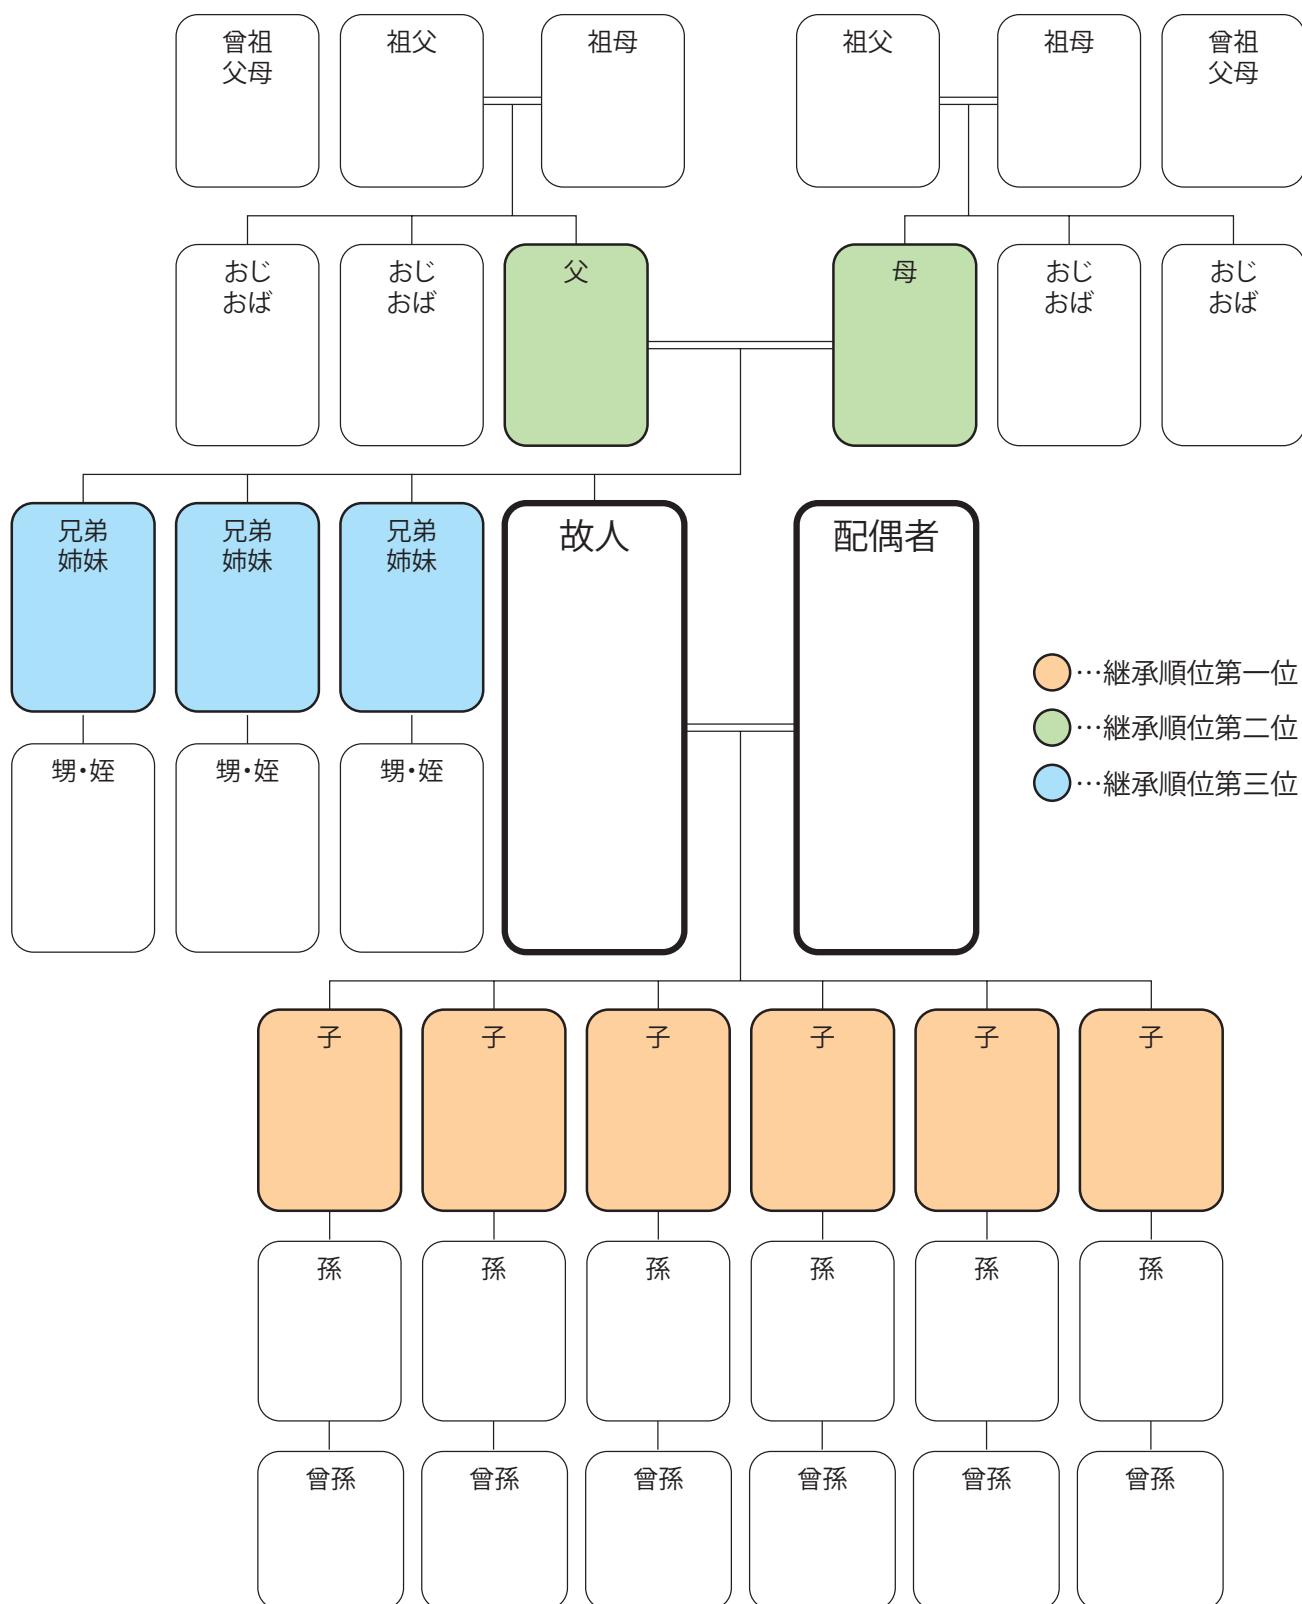 曾祖
父母
祖父
祖母
祖父
祖母
曾祖
父母
おじ
おば
おじ
おば
父
母
おじ
おば
おじ
おば
兄弟
姉妹
兄弟
姉妹
兄弟
姉妹
故人
配偶者
…継承順位第一位
…継承順位第二位
…継承順位第三位
甥・姪
甥・姪
甥・姪
子
子
子
子
子
子
孫
孫
孫
孫
孫
孫
曾孫
曾孫
曾孫
曾孫
曾孫
曾孫